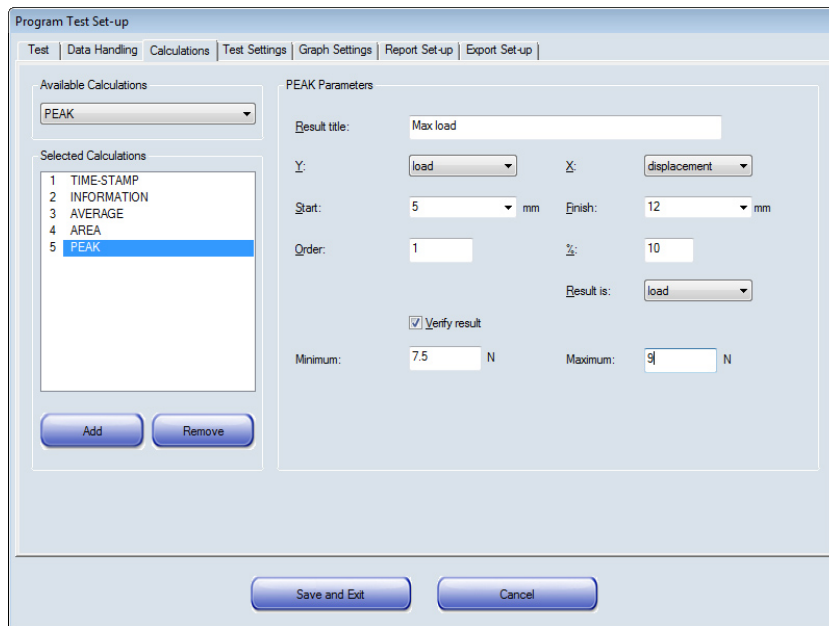 Program Test Set-up
Test Data Handling Calculations Test Settings Graph Settings Report Set-up Export Set-up
Available Calculations
PEAK
Selected Calculations
1 TIME-STAMP
2 INFORMATION
3 AVERAGE
4 AREA
5 PEAK
Add Remove
PEAK Parameters
Result title: Max load
Y: load X: displacement
Start: 5 mm Finish: 12 mm
Order: 1 %: 10
Result is: load
Verify result
Minimum: 7.5 N Maximum: 9 N
Save and Exit Cancel